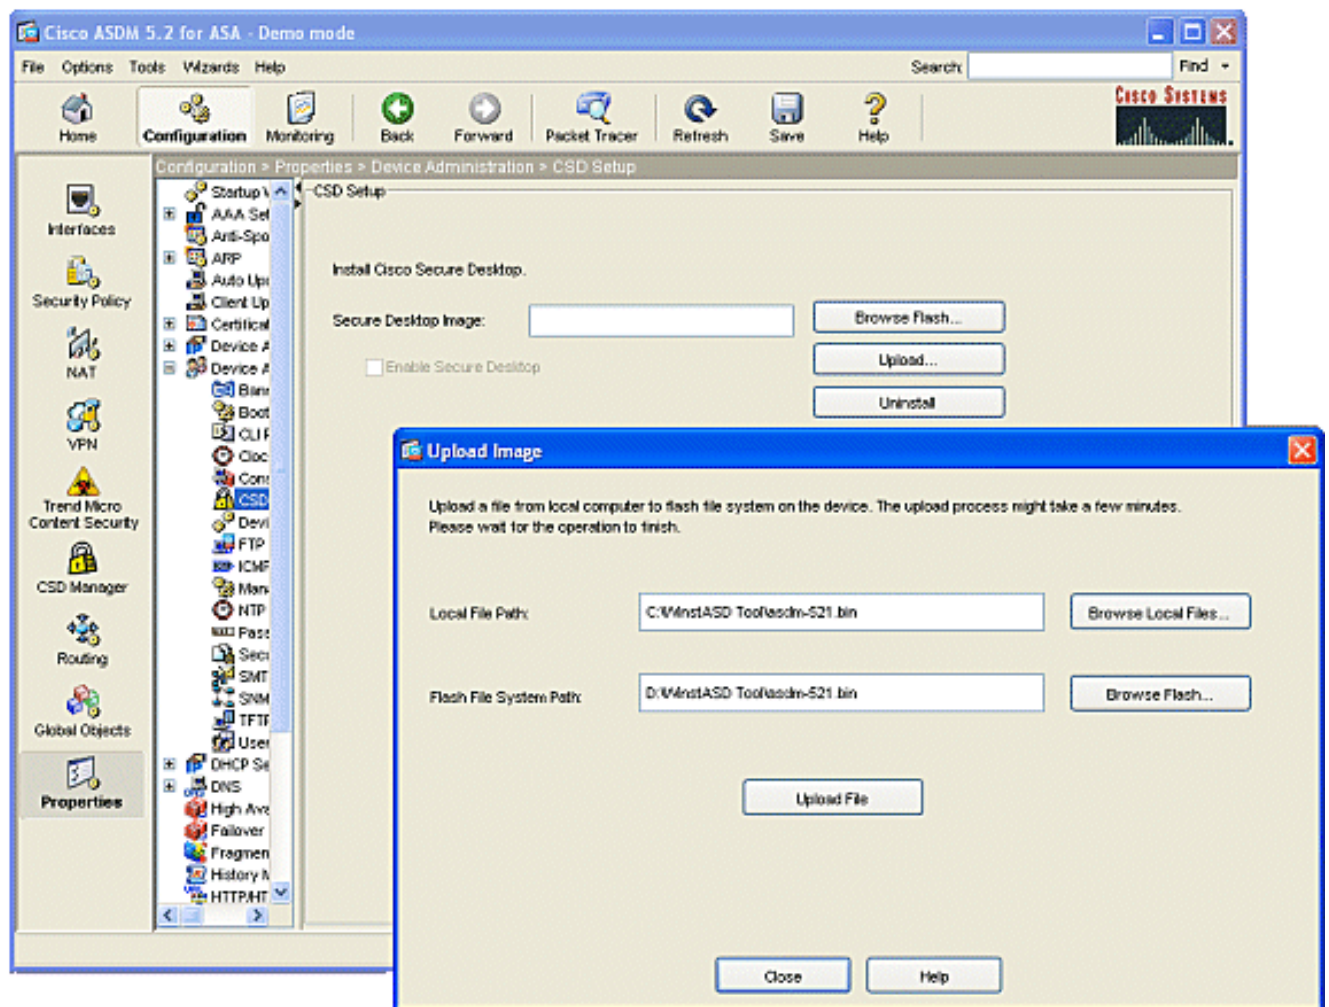 Cisco ASDM 5.2 for ASA - Demo mode
File Options Tools Wizards Help Search: Find
Home Configuration Monitoring Back Forward Packet Tracer Refresh Save Help
CISCO SYSTEMS
Configuration > Properties > Device Administration > CSD Setup
Interfaces
Security Policy
NAT
VPN
Trend Micro
Content Security
CSD Manager
Routing
Global Objects
Properties
Startup
AAA Set
Anti-Spo
ARP
Auto Up
Client Up
Certifical
Device A
Device A
Bann
Boot
CLI P
Cloc
Cons
CSD
Devi
FTP
ICMP
Mana
NTP
Pass
Secu
SMT
SNM
TFTP
User
DHCP Se
DNS
High Ava
Failover
Fragmen
History M
HTTP/HT
CSD Setup
Install Cisco Secure Desktop.
Secure Desktop Image: Browse Flash...
Enable Secure Desktop Upload...
Uninstall
Upload Image
Upload a file from local computer to flash file system on the device. The upload process might take a few minutes.
Please wait for the operation to finish.
Local File Path: C:\WinstASD Tool\asdm-521.bin Browse Local Files...
Flash File System Path: D:\WinstASD Tool\asdm-521.bin Browse Flash...
Upload File
Close Help